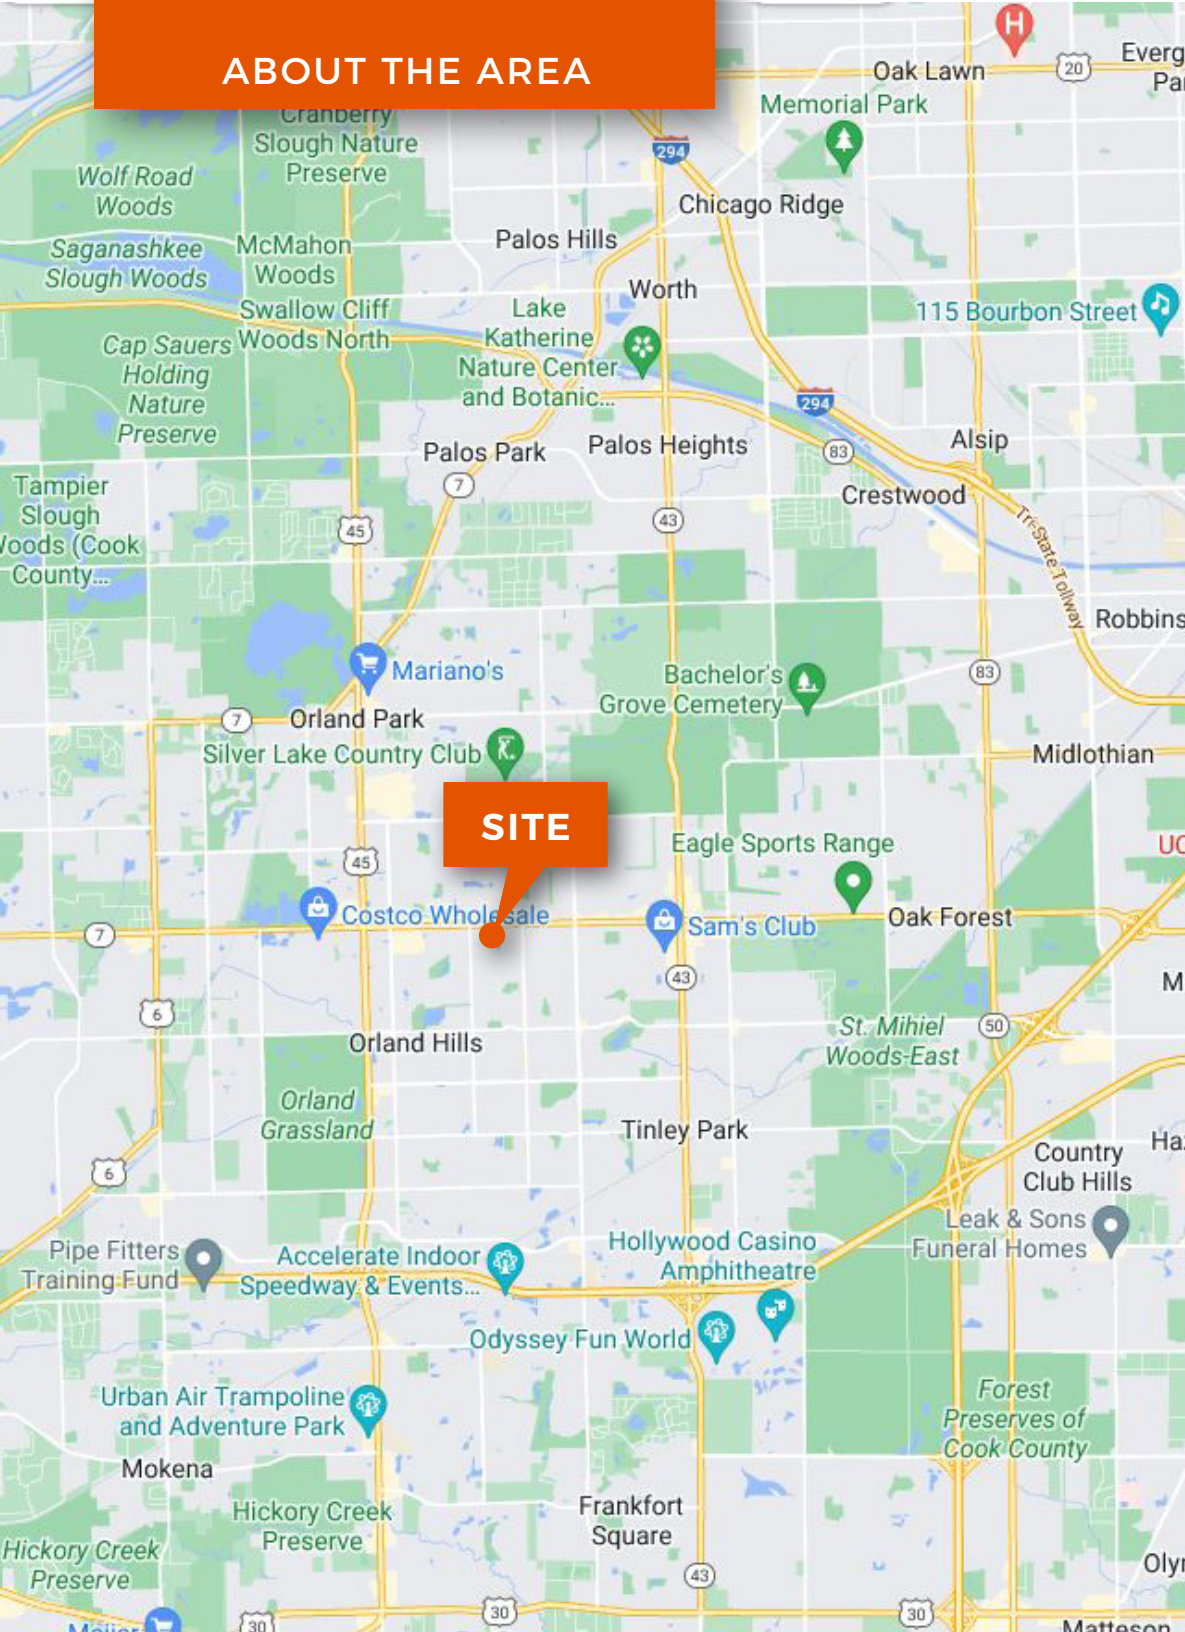 ABOUT THE AREA
H
Oak Lawn
20
Everg
Pa
Memorial Park
Cranberry
Slough Nature
Preserve
294
Wolf Road
Woods
Chicago Ridge
Saganashkee
Slough Woods
McMahon
Woods
Palos Hills
Worth
Swallow Cliff
Woods North
Lake
Katherine
Nature Center
and Botanic...
115 Bourbon Street
Cap Sauers
Holding
Nature
Preserve
294
Palos Park
Palos Heights
83
Alsip
Crestwood
7
Tampier
Slough
Woods (Cook
County...
45
43
Tri-State Tollway
Robbins
Mariano's
Bachelor's
Grove Cemetery
83
7
Orland Park
Silver Lake Country Club
Midlothian
SITE
Eagle Sports Range
UC
45
Costco Wholesale
Sam's Club
Oak Forest
7
43
M
6
St. Mihiel
Woods-East
50
Orland Hills
Orland
Grassland
Tinley Park
6
Country
Club Hills
Ha
Leak & Sons
Funeral Homes
Pipe Fitters
Training Fund
Accelerate Indoor
Speedway & Events...
Hollywood Casino
Amphitheatre
Odyssey Fun World
Urban Air Trampoline
and Adventure Park
Forest
Preserves of
Cook County
Mokena
Hickory Creek
Preserve
Frankfort
Square
Hickory Creek
Preserve
43
Oly
30
30
30
Meijer
Matteson